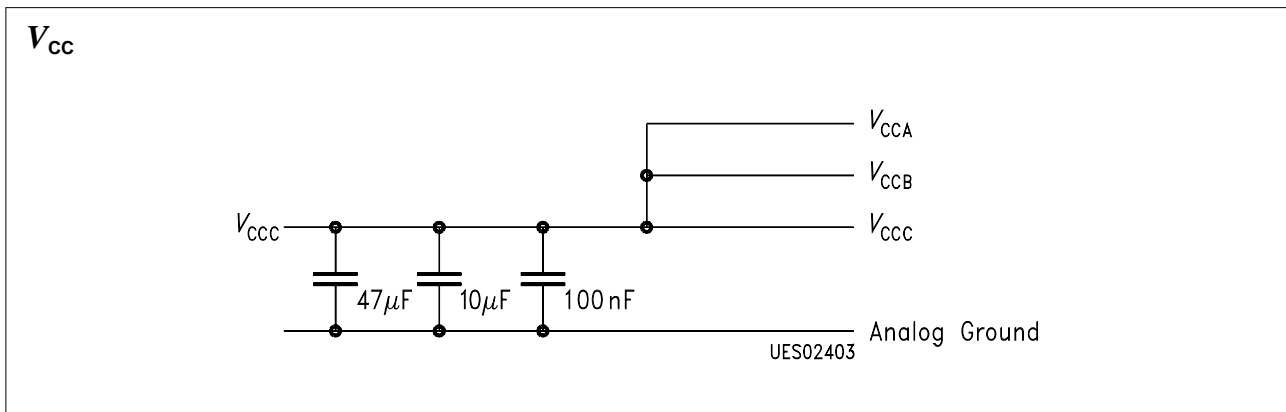 VCC
VCCA
VCCB
VCCC VCCC
47µF 10µF 100nF
Analog Ground
UES02403